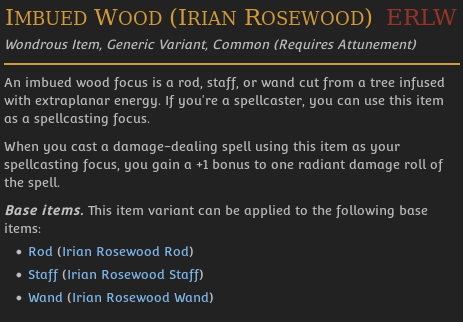 Imbued Wood (Irian Rosewood) ERLW
Wondrous Item, Generic Variant, Common (Requires Attunement)
An imbued wood focus is a rod, staff, or wand cut from a tree infused
with extraplanar energy. If you're a spellcaster, you can use this item
as a spellcasting focus.
When you cast a damage-dealing spell using this item as your
spellcasting focus, you gain a +1 bonus to one radiant damage roll of
the spell.
Base items. This item variant can be applied to the following base
items:
• Rod (Irian Rosewood Rod)
• Staff (Irian Rosewood Staff)
• Wand (Irian Rosewood Wand)